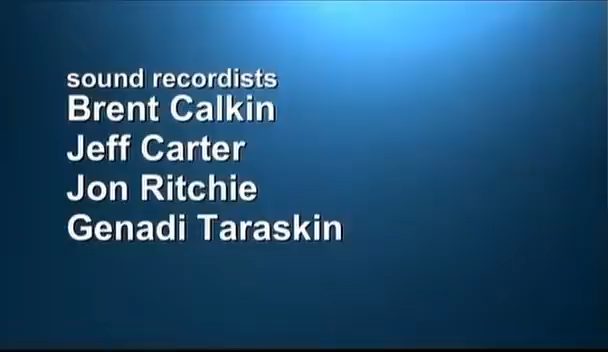 sound recordists
Brent Calkin
Jeff Carter
Jon Ritchie
Genadi Taraskin